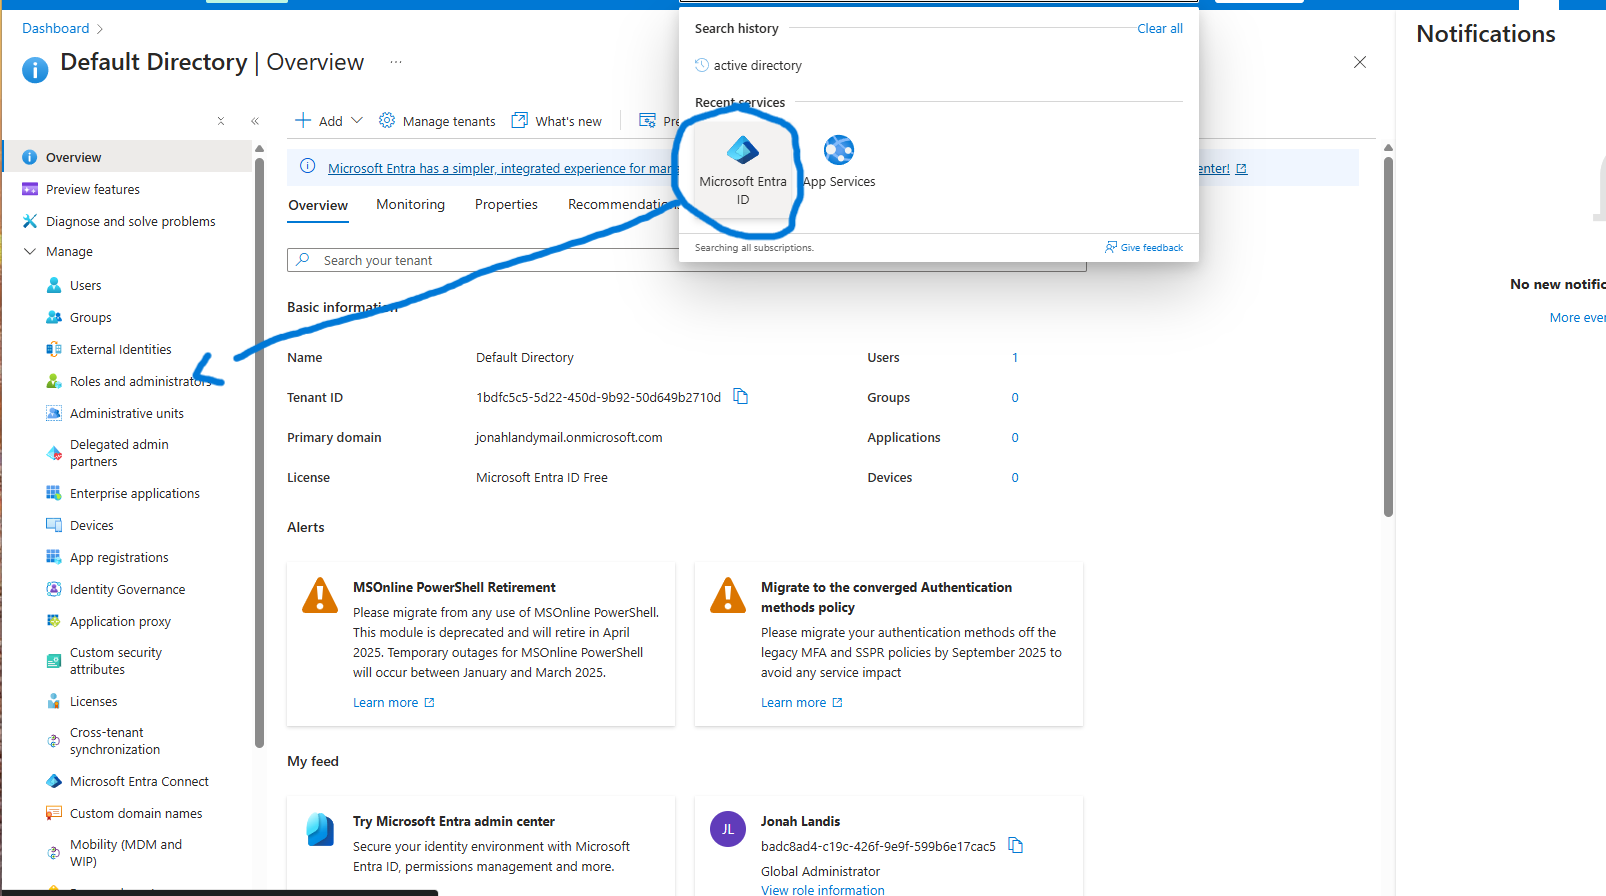 Dashboard
Default Directory | Overview
Search history
Clear all
active directory
Recent services
Microsoft Entra
ID
App Services
Searching all subscriptions.
Give feedback
Notifications
No new notific
More ever
Add
Manage tenants
What's new
Pre
Microsoft Entra has a simpler, integrated experience for man
enter!
Overview
Preview features
Diagnose and solve problems
Manage
Users
Groups
External Identities
Roles and administrators
Administrative units
Delegated admin
partners
Enterprise applications
Devices
App registrations
Identity Governance
Application proxy
Custom security
attributes
Licenses
Cross-tenant
synchronization
Microsoft Entra Connect
Custom domain names
Mobility (MDM and
WIP)
Overview
Monitoring
Properties
Recommendations
Search your tenant
Basic information
Name
Default Directory
Users
1
Tenant ID
1bdfc5c5-5d22-450d-9b92-50d649b2710d
Groups
0
Primary domain
jonahlandymail.onmicrosoft.com
Applications
0
License
Microsoft Entra ID Free
Devices
0
Alerts
MSOnline PowerShell Retirement
Please migrate from any use of MSOnline PowerShell.
This module is deprecated and will retire in April
2025. Temporary outages for MSOnline PowerShell
will occur between January and March 2025.
Learn more
Migrate to the converged Authentication
methods policy
Please migrate your authentication methods off the
legacy MFA and SSPR policies by September 2025 to
avoid any service impact
Learn more
My feed
Try Microsoft Entra admin center
Secure your identity environment with Microsoft
Entra ID, permissions management and more.
JL
Jonah Landis
badc8ad4-c19c-426f-9e9f-599b6e17cac5
Global Administrator
View role information